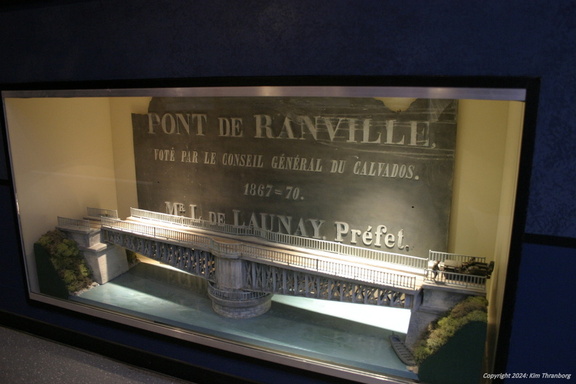 PONT DE RANVILLE,
VOTÉ PAR LE CONSEIL GÉNÉRAL DU CALVADOS.
1867=70.
Mr L. DE LAUNAY, Préfet.
Copyright 2024: Kim Thranborg